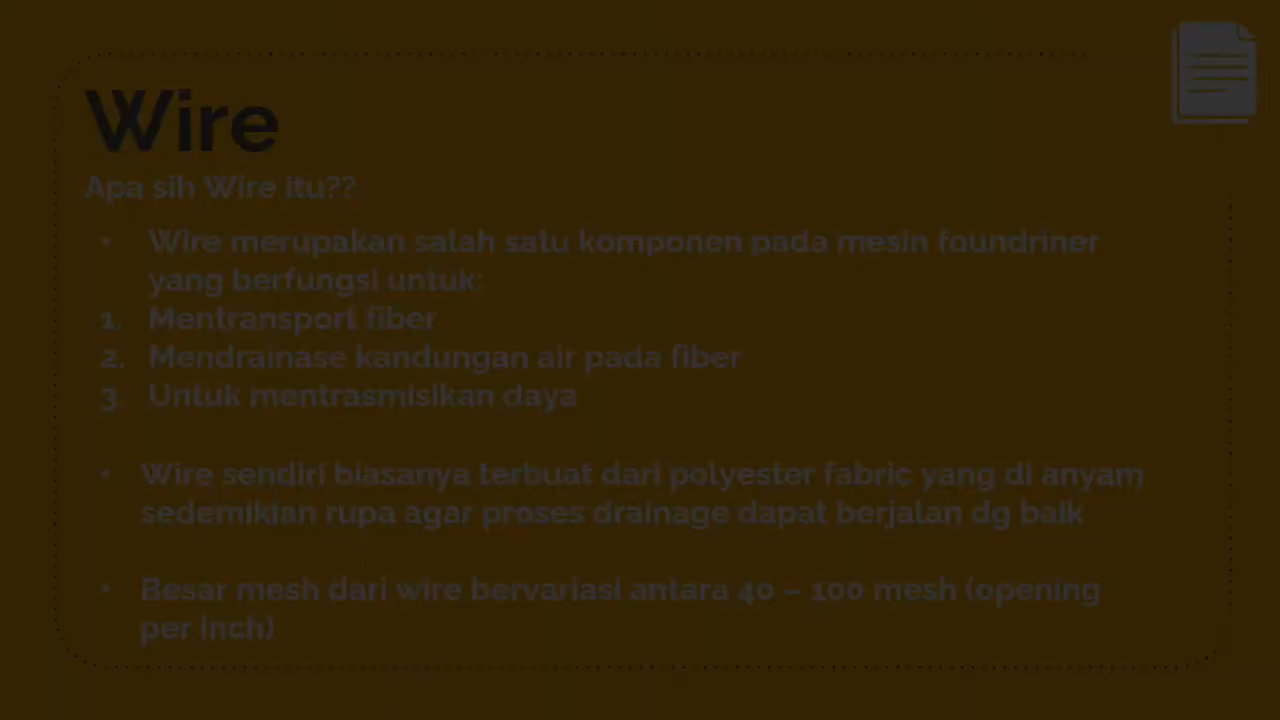 Wire
Apa sih Wire itu??
• Wire merupakan salah satu komponen pada mesin foundriner
yang berfungsi untuk:
1. Mentransport fiber
2. Mendrainase kandungan air pada fiber
3. Untuk mentrasmisikan daya
• Wire sendiri biasanya terbuat dari polyester fabric yang di anyam
sedemikian rupa agar proses drainage dapat berjalan dg baik
• Besar mesh dari wire bervariasi antara 40 – 100 mesh (opening
per inch)